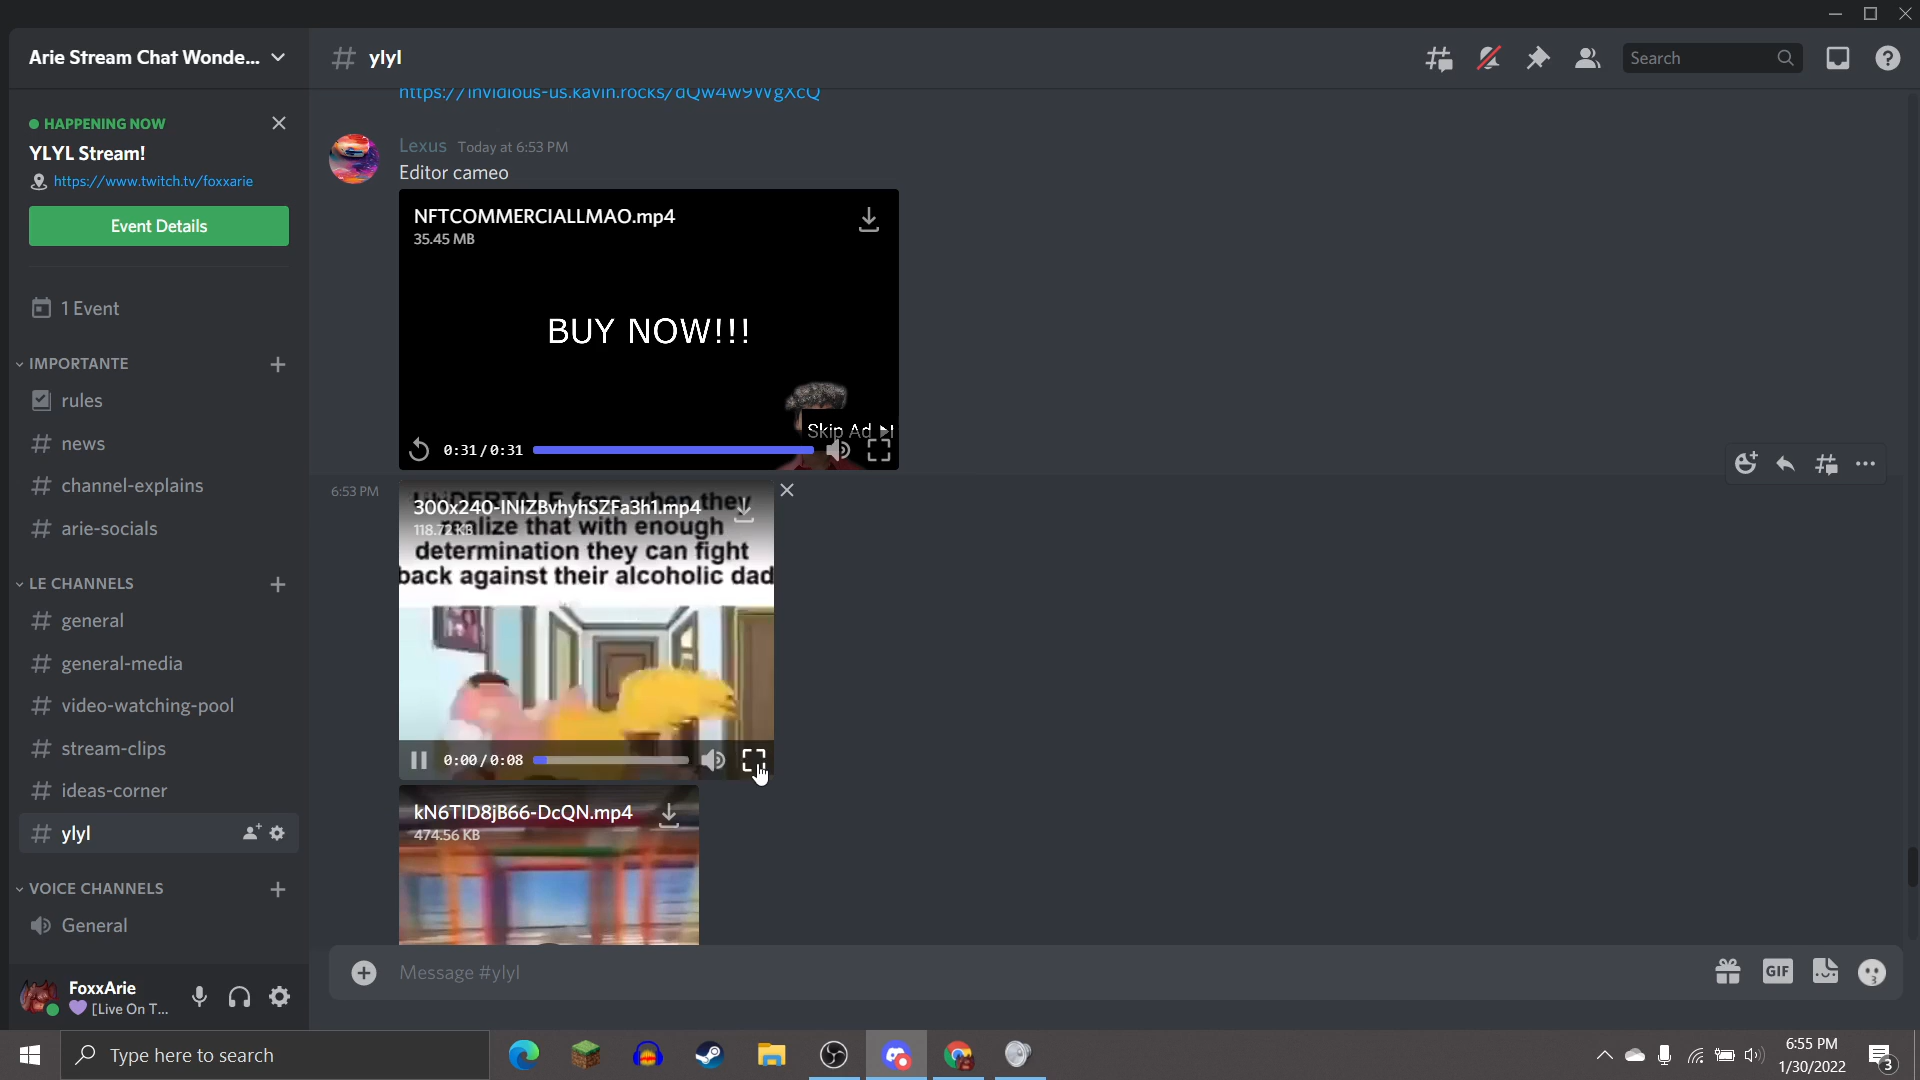 Arie Stream Chat Wonde...
ylyl
Search
HAPPENING NOW
YLYL Stream!
https://www.twitch.tv/foxxarie
Event Details
1 Event
IMPORTANTE
rules
news
channel-explains
arie-socials
LE CHANNELS
general
general-media
video-watching-pool
stream-clips
ideas-corner
ylyl
VOICE CHANNELS
General
FoxxArie
[Live On T...
https://invidious-us.kavin.rocks/dQw4w9WgXcQ
Lexus Today at 6:53 PM
Editor cameo
NFTCOMMERCIALLMAO.mp4
35.45 MB
BUY NOW!!!
Skip Ad
0:31/0:31
6:53 PM
300x240-INIZBvhyhSZFa3h1.mp4
118.72 KB
fans when they
realize that with enough
determination they can fight
back against their alcoholic dad
0:00/0:08
kN6TID8jB66-DcQN.mp4
474.56 KB
Message #ylyl
GIF
Type here to search
6:55 PM
1/30/2022
3